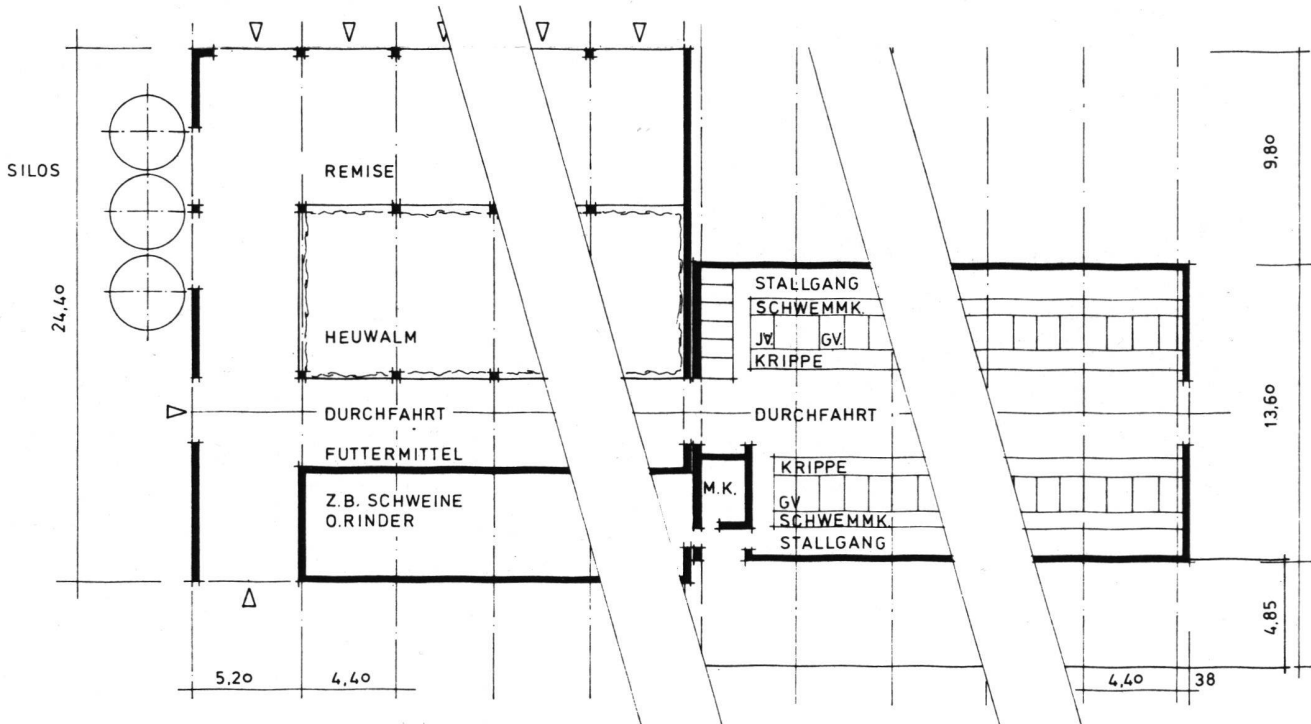 SILOS
24,40
REMISE
HEUWALM
DURCHFAHRT
FUTTERMITTEL
Z.B. SCHWEINE
O.RINDER
5,20
4,40
STALLGANG
SCHWEMMK.
JV. GV.
KRIPPE
DURCHFAHRT
M.K.
KRIPPE
GV
SCHWEMMK.
STALLGANG
9,80
13,60
4,85
4,40
38